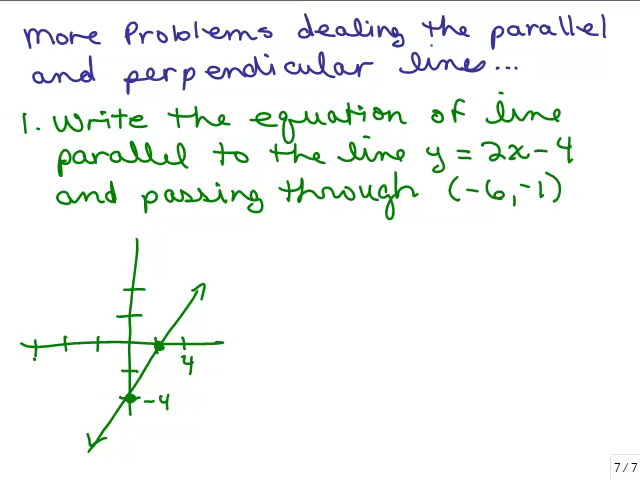 More Problems dealing the parallel
and perpendicular lines...
1. Write the equation of line
parallel to the line y = 2x - 4
and passing through (-6, -1)
4
-4
7/7